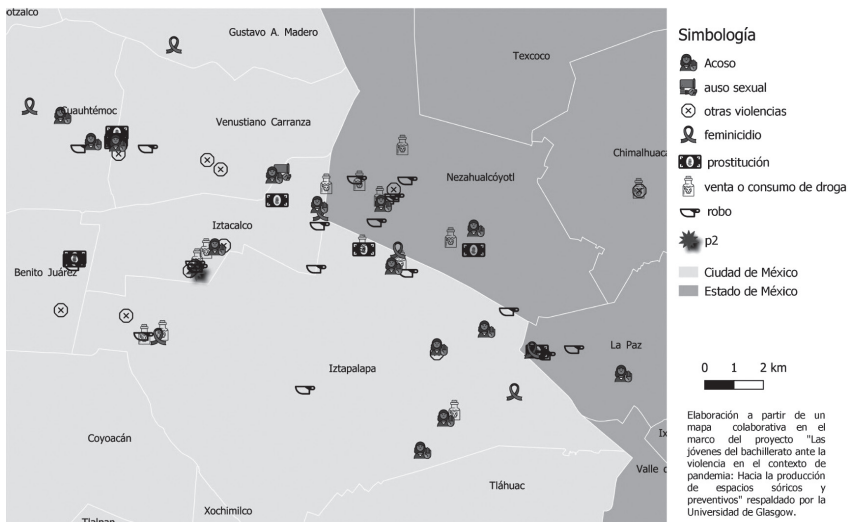 otzalco
Gustavo A. Madero
Texcoco
Cuauhtémoc
Venustiano Carranza
Chimalhuac
Nezahualcóyotl
Iztacalco
Benito Juárez
La Paz
Iztapalapa
Coyoacán
Ix
Valle d
Tláhuac
Xochimilco
Tlalpan
Simbología
Acoso
auso sexual
otras violencias
feminicidio
prostitución
venta o consumo de droga
robo
p2
Ciudad de México
Estado de México
0 1 2 km
Elaboración a partir de un
mapa colaborativa en el
marco del proyecto "Las
jóvenes del bachillerato ante la
violencia en el contexto de
pandemia: Hacia la producción
de espacios sóricos y
preventivos" respaldado por la
Universidad de Glasgow.